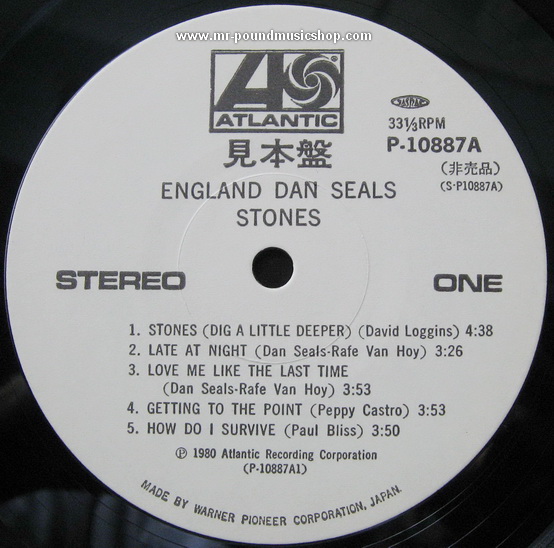 www.mr-poundmusicshop.com
ATLANTIC
見本盤
33⅓RPM
P-10887A
(非売品)
(S·P10887A)
ENGLAND DAN SEALS
STONES
STEREO
ONE
1. STONES (DIG A LITTLE DEEPER) (David Loggins) 4:38
2. LATE AT NIGHT (Dan Seals-Rafe Van Hoy) 3:26
3. LOVE ME LIKE THE LAST TIME
(Dan Seals-Rafe Van Hoy) 3:53
4. GETTING TO THE POINT (Peppy Castro) 3:53
5. HOW DO I SURVIVE (Paul Bliss) 3:50
℗ 1980 Atlantic Recording Corporation
(P-10887A1)
MADE BY WARNER PIONEER CORPORATION, JAPAN.